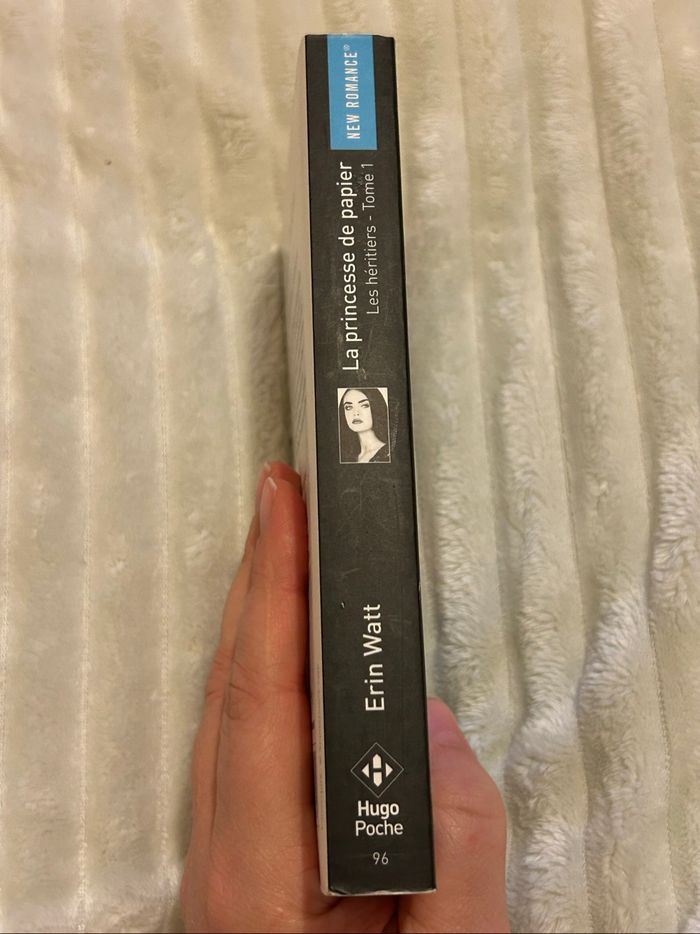 NEW ROMANCE®
La princesse de papier
Les héritiers - Tome 1
Erin Watt
Hugo
Poche
96